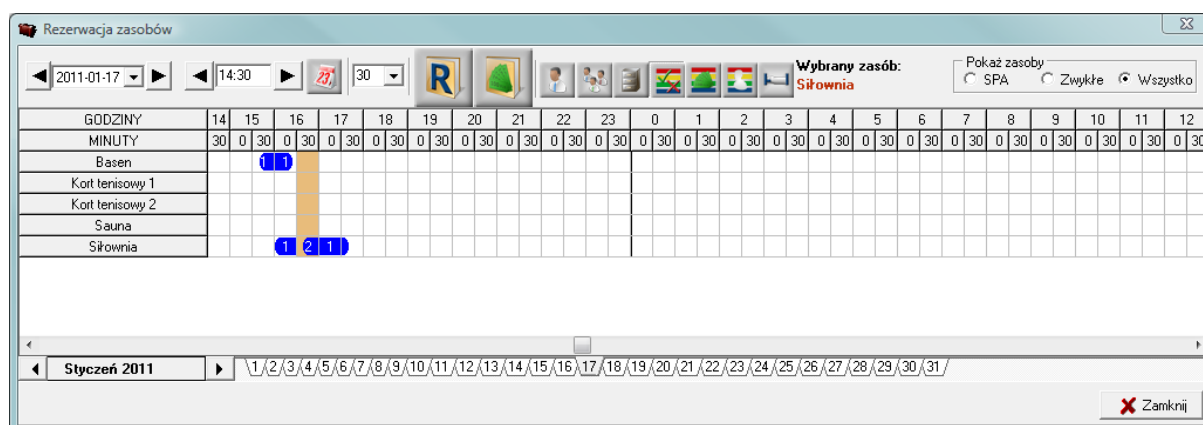 Rezerwacja zasobów
2011-01-17 14:30 23, 30 R Wybrany zasób: Siłownia
Pokaż zasoby
SPA Zwykłe Wszystko
GODZINY 14 15 16 17 18 19 20 21 22 23 0 1 2 3 4 5 6 7 8 9 10 11 12
MINUTY 30 0 30 0 30 0 30 0 30 0 30 0 30 0 30 0 30 0 30 0 30 0 30 0 30 0 30 0 30 0 30 0 30 0 30 0 30 0 30 0 30 0 30 0 30
Basen 1 1
Kort tenisowy 1
Kort tenisowy 2
Sauna
Siłownia 1 2 1
Styczeń 2011 1 2 3 4 5 6 7 8 9 10 11 12 13 14 15 16 17 18 19 20 21 22 23 24 25 26 27 28 29 30 31
Zamknij